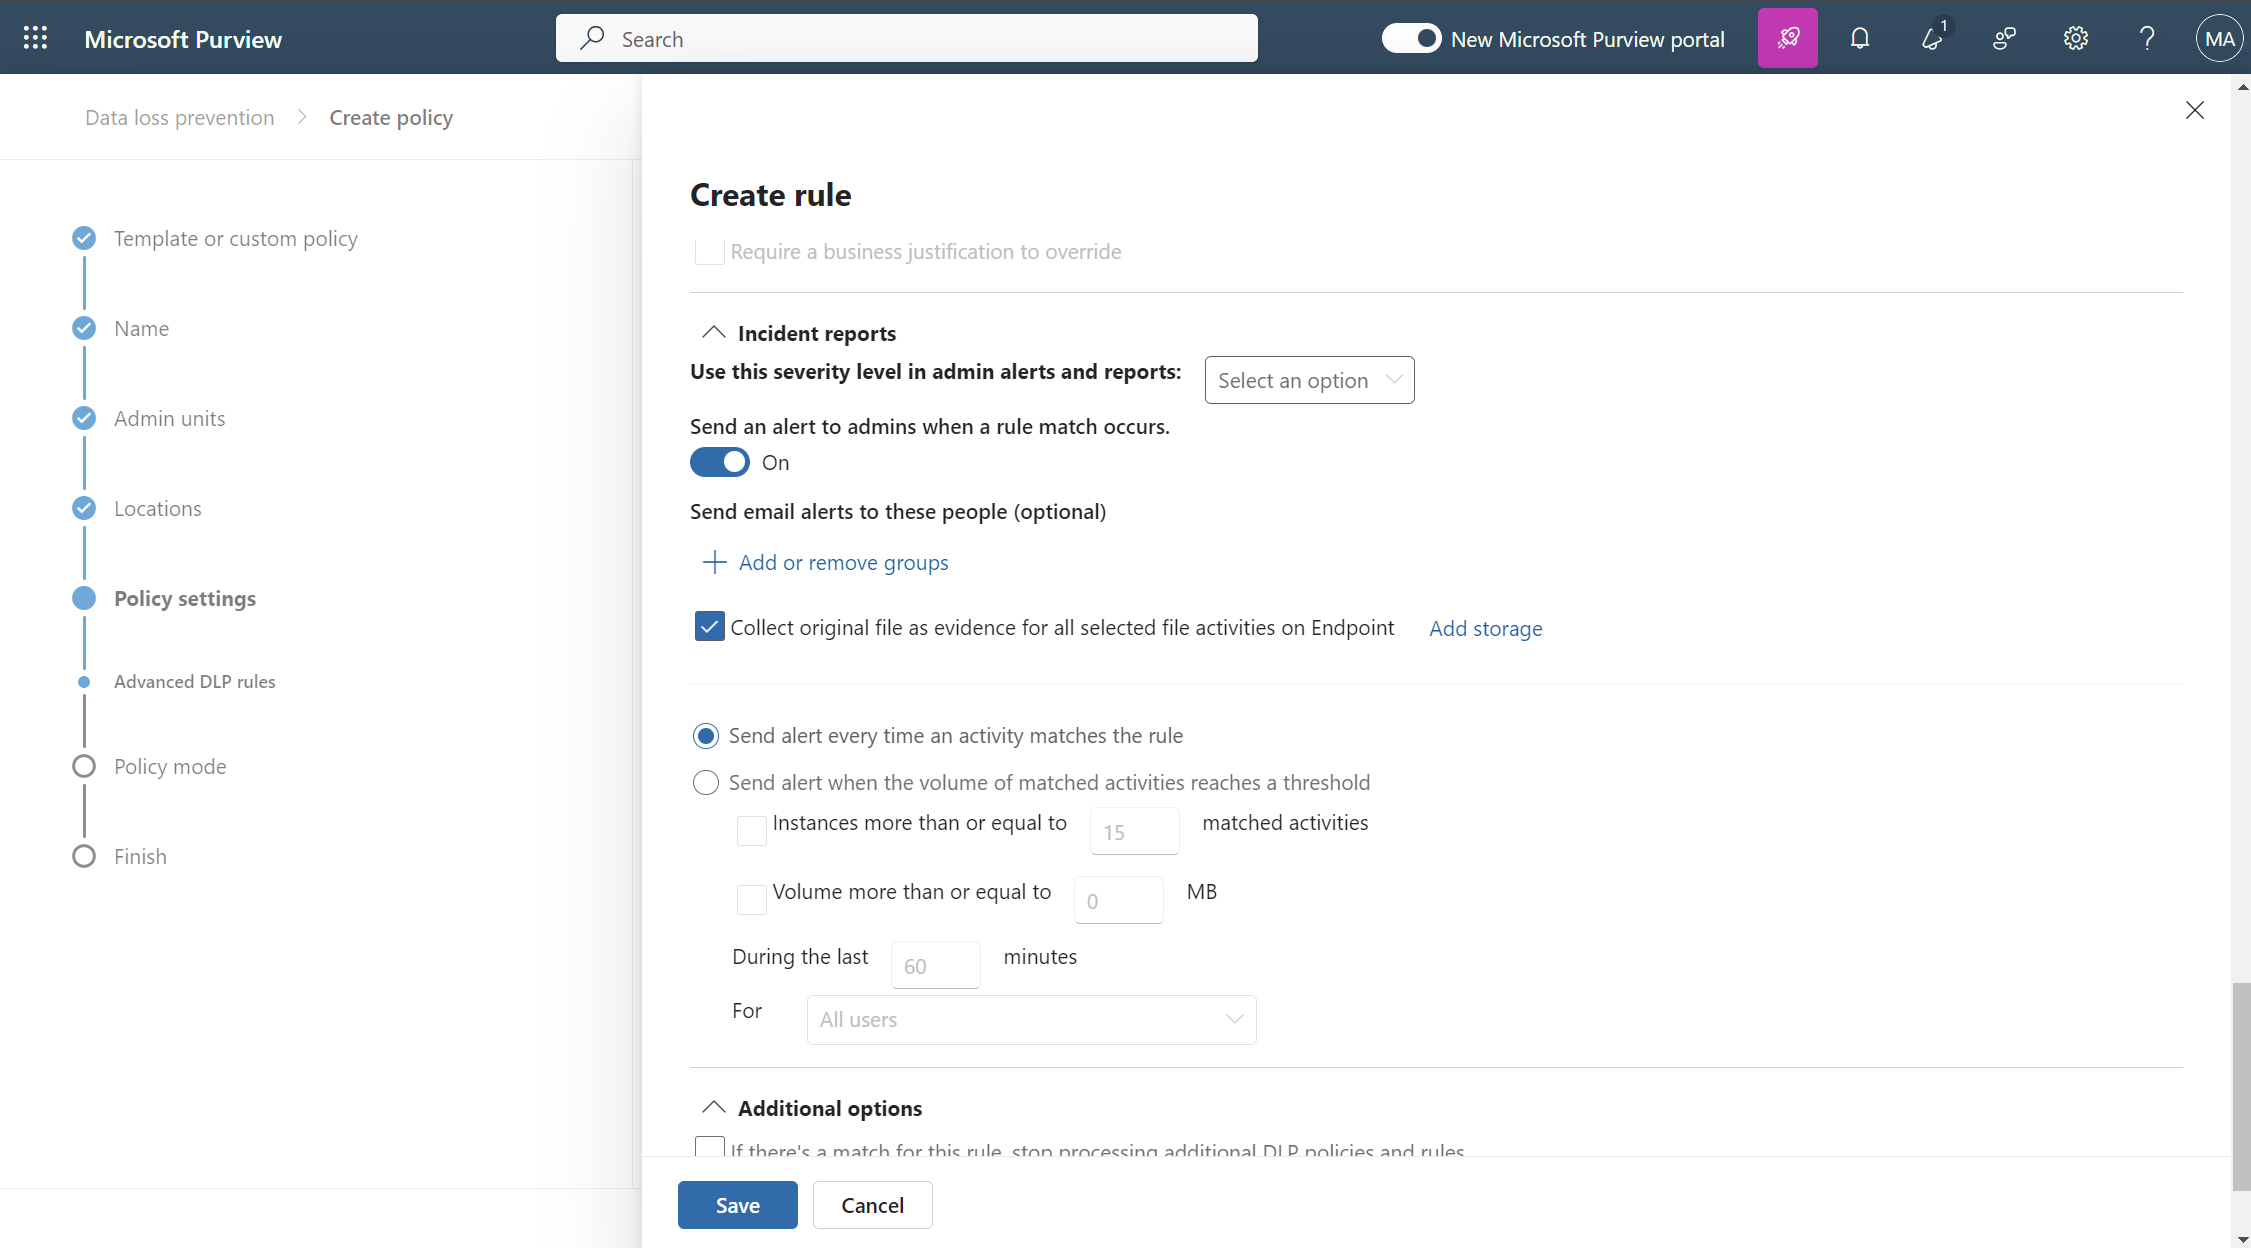 Microsoft Purview
Search
New Microsoft Purview portal
1
MA
Data loss prevention
Create policy
Template or custom policy
Name
Admin units
Locations
Policy settings
Advanced DLP rules
Policy mode
Finish
Create rule
Require a business justification to override
Incident reports
Use this severity level in admin alerts and reports:
Select an option
Send an alert to admins when a rule match occurs.
On
Send email alerts to these people (optional)
Add or remove groups
Collect original file as evidence for all selected file activities on Endpoint
Add storage
Send alert every time an activity matches the rule
Send alert when the volume of matched activities reaches a threshold
Instances more than or equal to 15 matched activities
Volume more than or equal to 0 MB
During the last 60 minutes
For All users
Additional options
If there's a match for this rule, stop processing additional DLP policies and rules
Save
Cancel